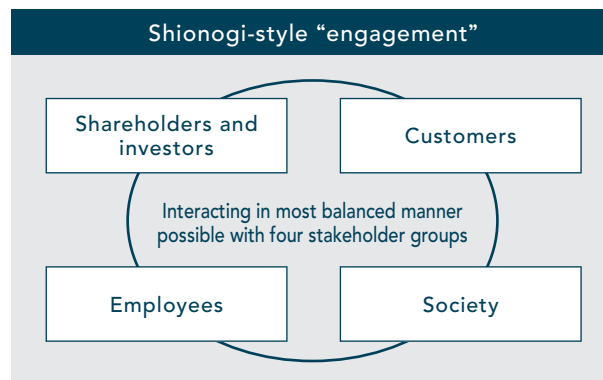 Shionogi-style “engagement”
Shareholders and
investors
Customers
Interacting in most balanced manner
possible with four stakeholder groups
Employees
Society